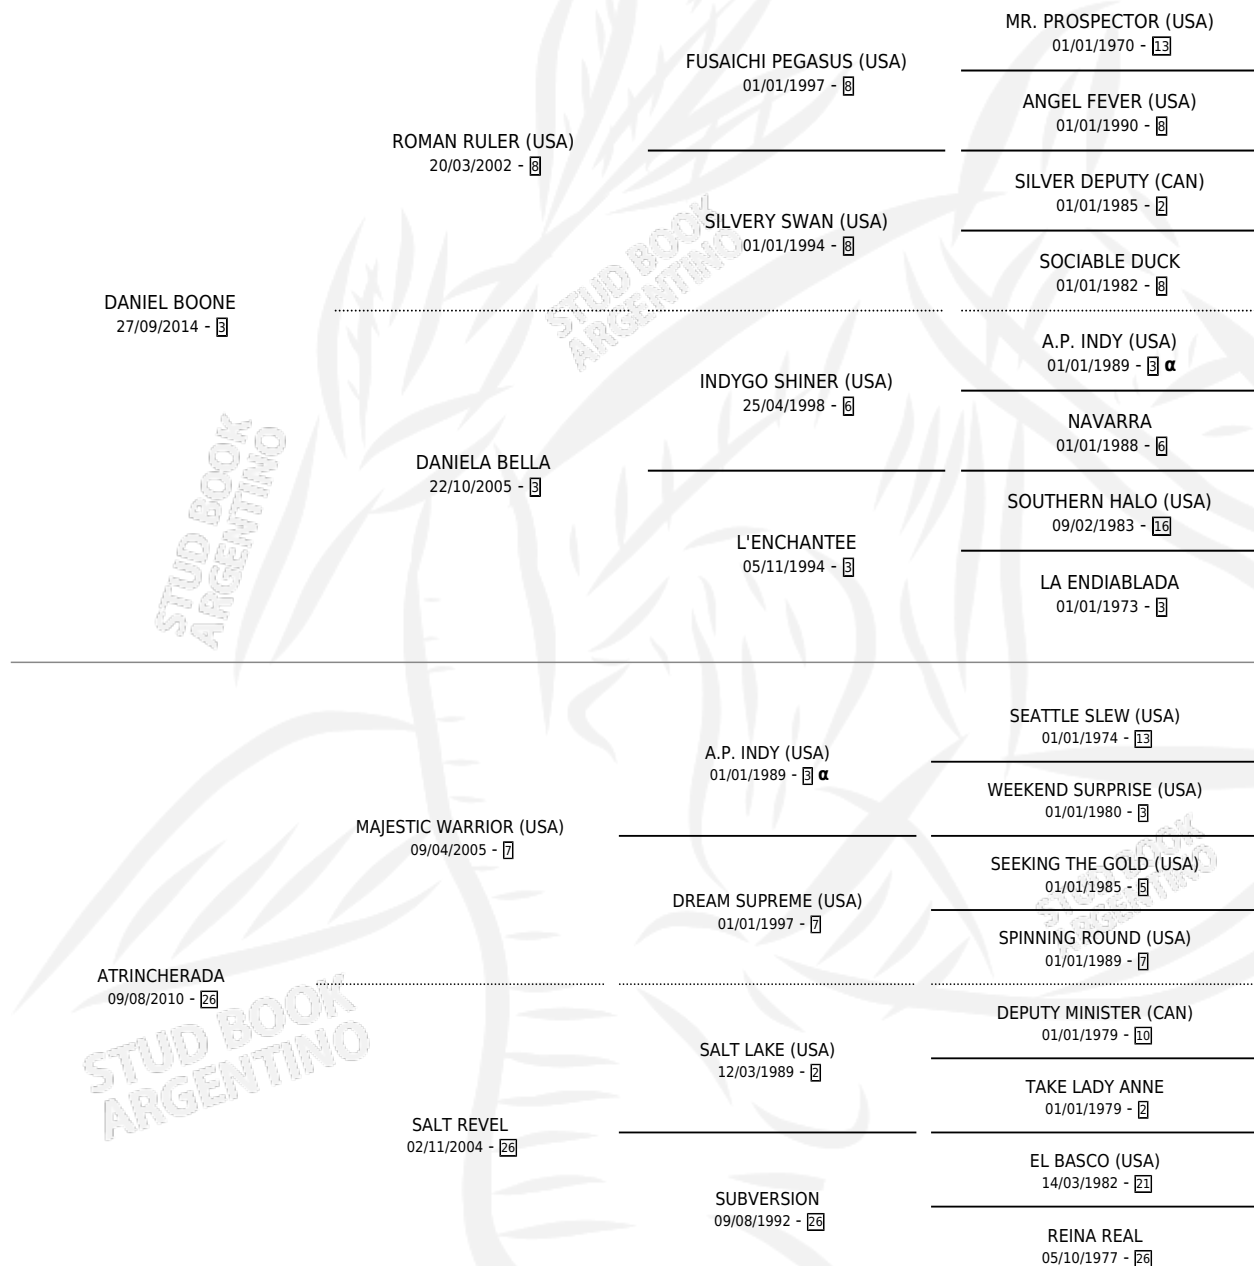 MR. PROSPECTOR (USA)
01/01/1970 - 13
FUSAICHI PEGASUS (USA)
01/01/1997 - 8
ANGEL FEVER (USA)
01/01/1990 - 8
ROMAN RULER (USA)
20/03/2002 - 8
SILVER DEPUTY (CAN)
01/01/1985 - 2
SILVERY SWAN (USA)
01/01/1994 - 8
SOCIABLE DUCK
01/01/1982 - 8
DANIEL BOONE
27/09/2014 - 3
A.P. INDY (USA)
01/01/1989 - 3 α
INDYGO SHINER (USA)
25/04/1998 - 6
NAVARRA
01/01/1988 - 6
DANIELA BELLA
22/10/2005 - 3
SOUTHERN HALO (USA)
09/02/1983 - 16
L'ENCHANTEE
05/11/1994 - 3
LA ENDIABLADA
01/01/1973 - 3
SEATTLE SLEW (USA)
01/01/1974 - 13
A.P. INDY (USA)
01/01/1989 - 3 α
WEEKEND SURPRISE (USA)
01/01/1980 - 3
MAJESTIC WARRIOR (USA)
09/04/2005 - 7
SEEKING THE GOLD (USA)
01/01/1985 - 5
DREAM SUPREME (USA)
01/01/1997 - 7
SPINNING ROUND (USA)
01/01/1989 - 7
ATRINCHERADA
09/08/2010 - 26
DEPUTY MINISTER (CAN)
01/01/1979 - 10
SALT LAKE (USA)
12/03/1989 - 2
TAKE LADY ANNE
01/01/1979 - 2
SALT REVEL
02/11/2004 - 26
EL BASCO (USA)
14/03/1982 - 21
SUBVERSION
09/08/1992 - 26
REINA REAL
05/10/1977 - 26
STUD BOOK
ARGENTINO
STUD BOOK
ARGENTINO
STUD BOOK
ARGENTINO
STUD BOOK
ARGENTINO